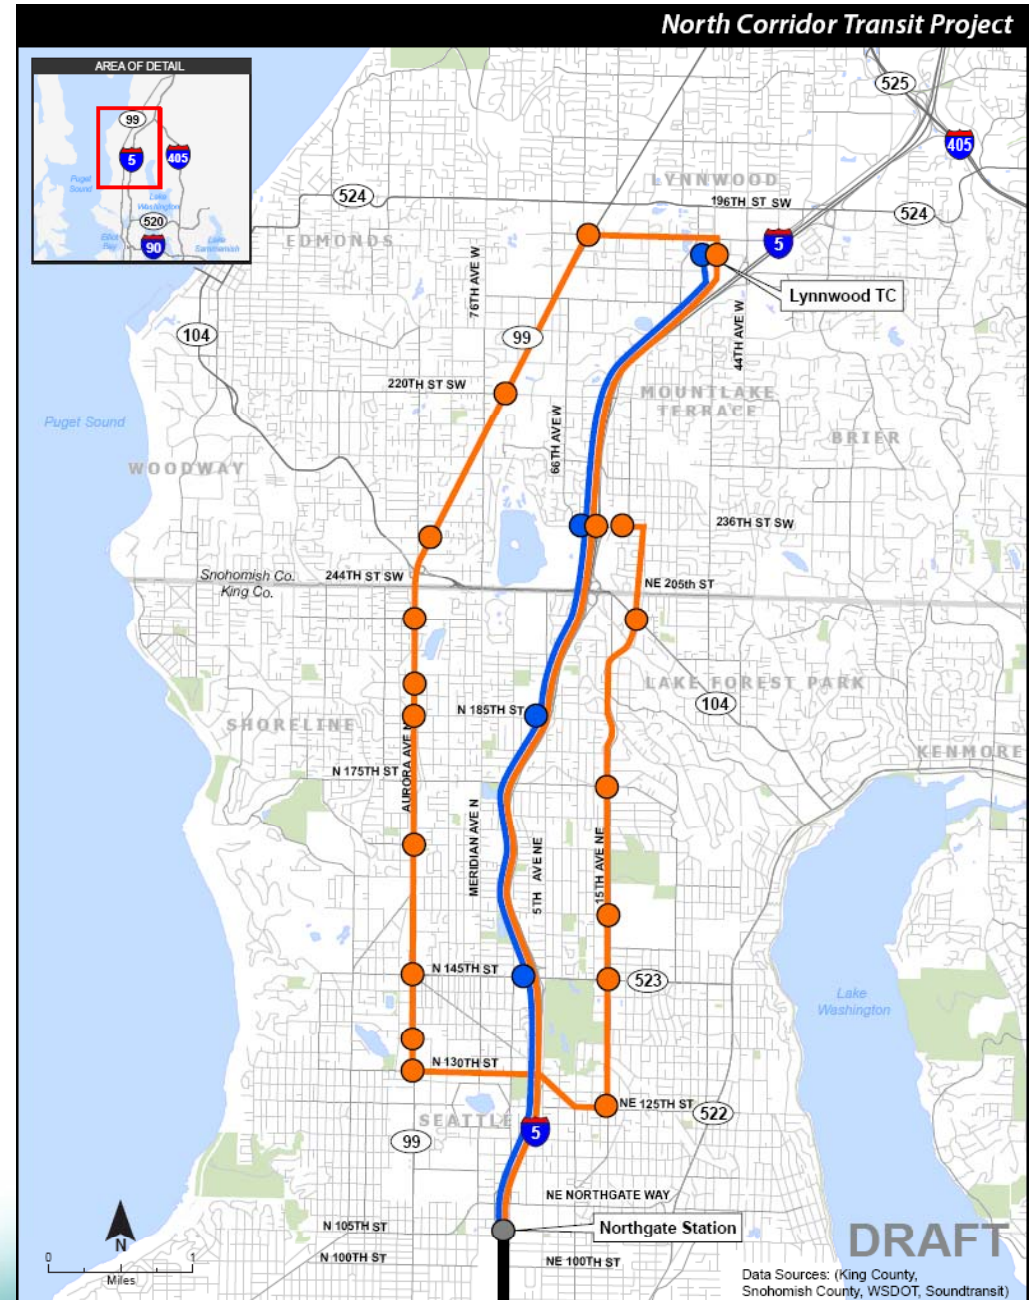 North Corridor Transit Project
AREA OF DETAIL
99
5
405
Puget
Sound
Lake
Washington
520
Elliot
Bay
90
Lake
Sammamish
525
405
LYNNWOOD
196TH ST SW
524
524
EDMONDS
5
76TH AVE W
Lynnwood TC
104
99
44TH AVE W
220TH ST SW
MOUNTLAKE
TERRACE
Puget Sound
66TH AVE W
BRIER
WOODWAY
236TH ST SW
Snohomish Co.
King Co.
244TH ST SW
NE 205th ST
LAKE FOREST PARK
104
N 185TH ST
SHORELINE
KENMORE
N 175TH ST
AURORA AVE N
MERIDIAN AVE N
5TH AVE NE
15TH AVE NE
N 145TH ST
523
Lake
Washington
N 130TH ST
NE 125TH ST
522
SEATTLE
5
99
NE NORTHGATE WAY
N 105TH ST
Northgate Station
N 100TH ST
NE 100TH ST
N
0 1
Miles
DRAFT
Data Sources: (King County,
Snohomish County, WSDOT, Soundtransit)